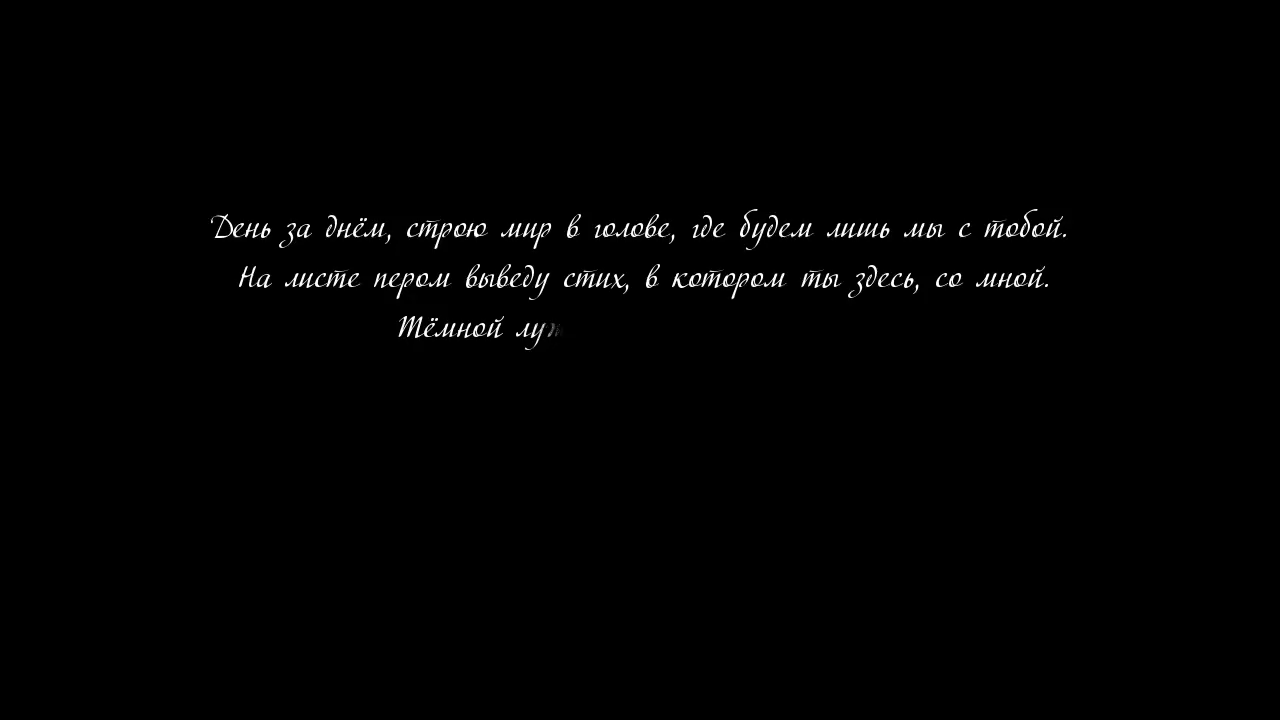 День за днём, строю мир в голове, где будем лишь мы с тобой.
На листе пером выведу стих, в котором ты здесь, со мной.
Тёмной луж